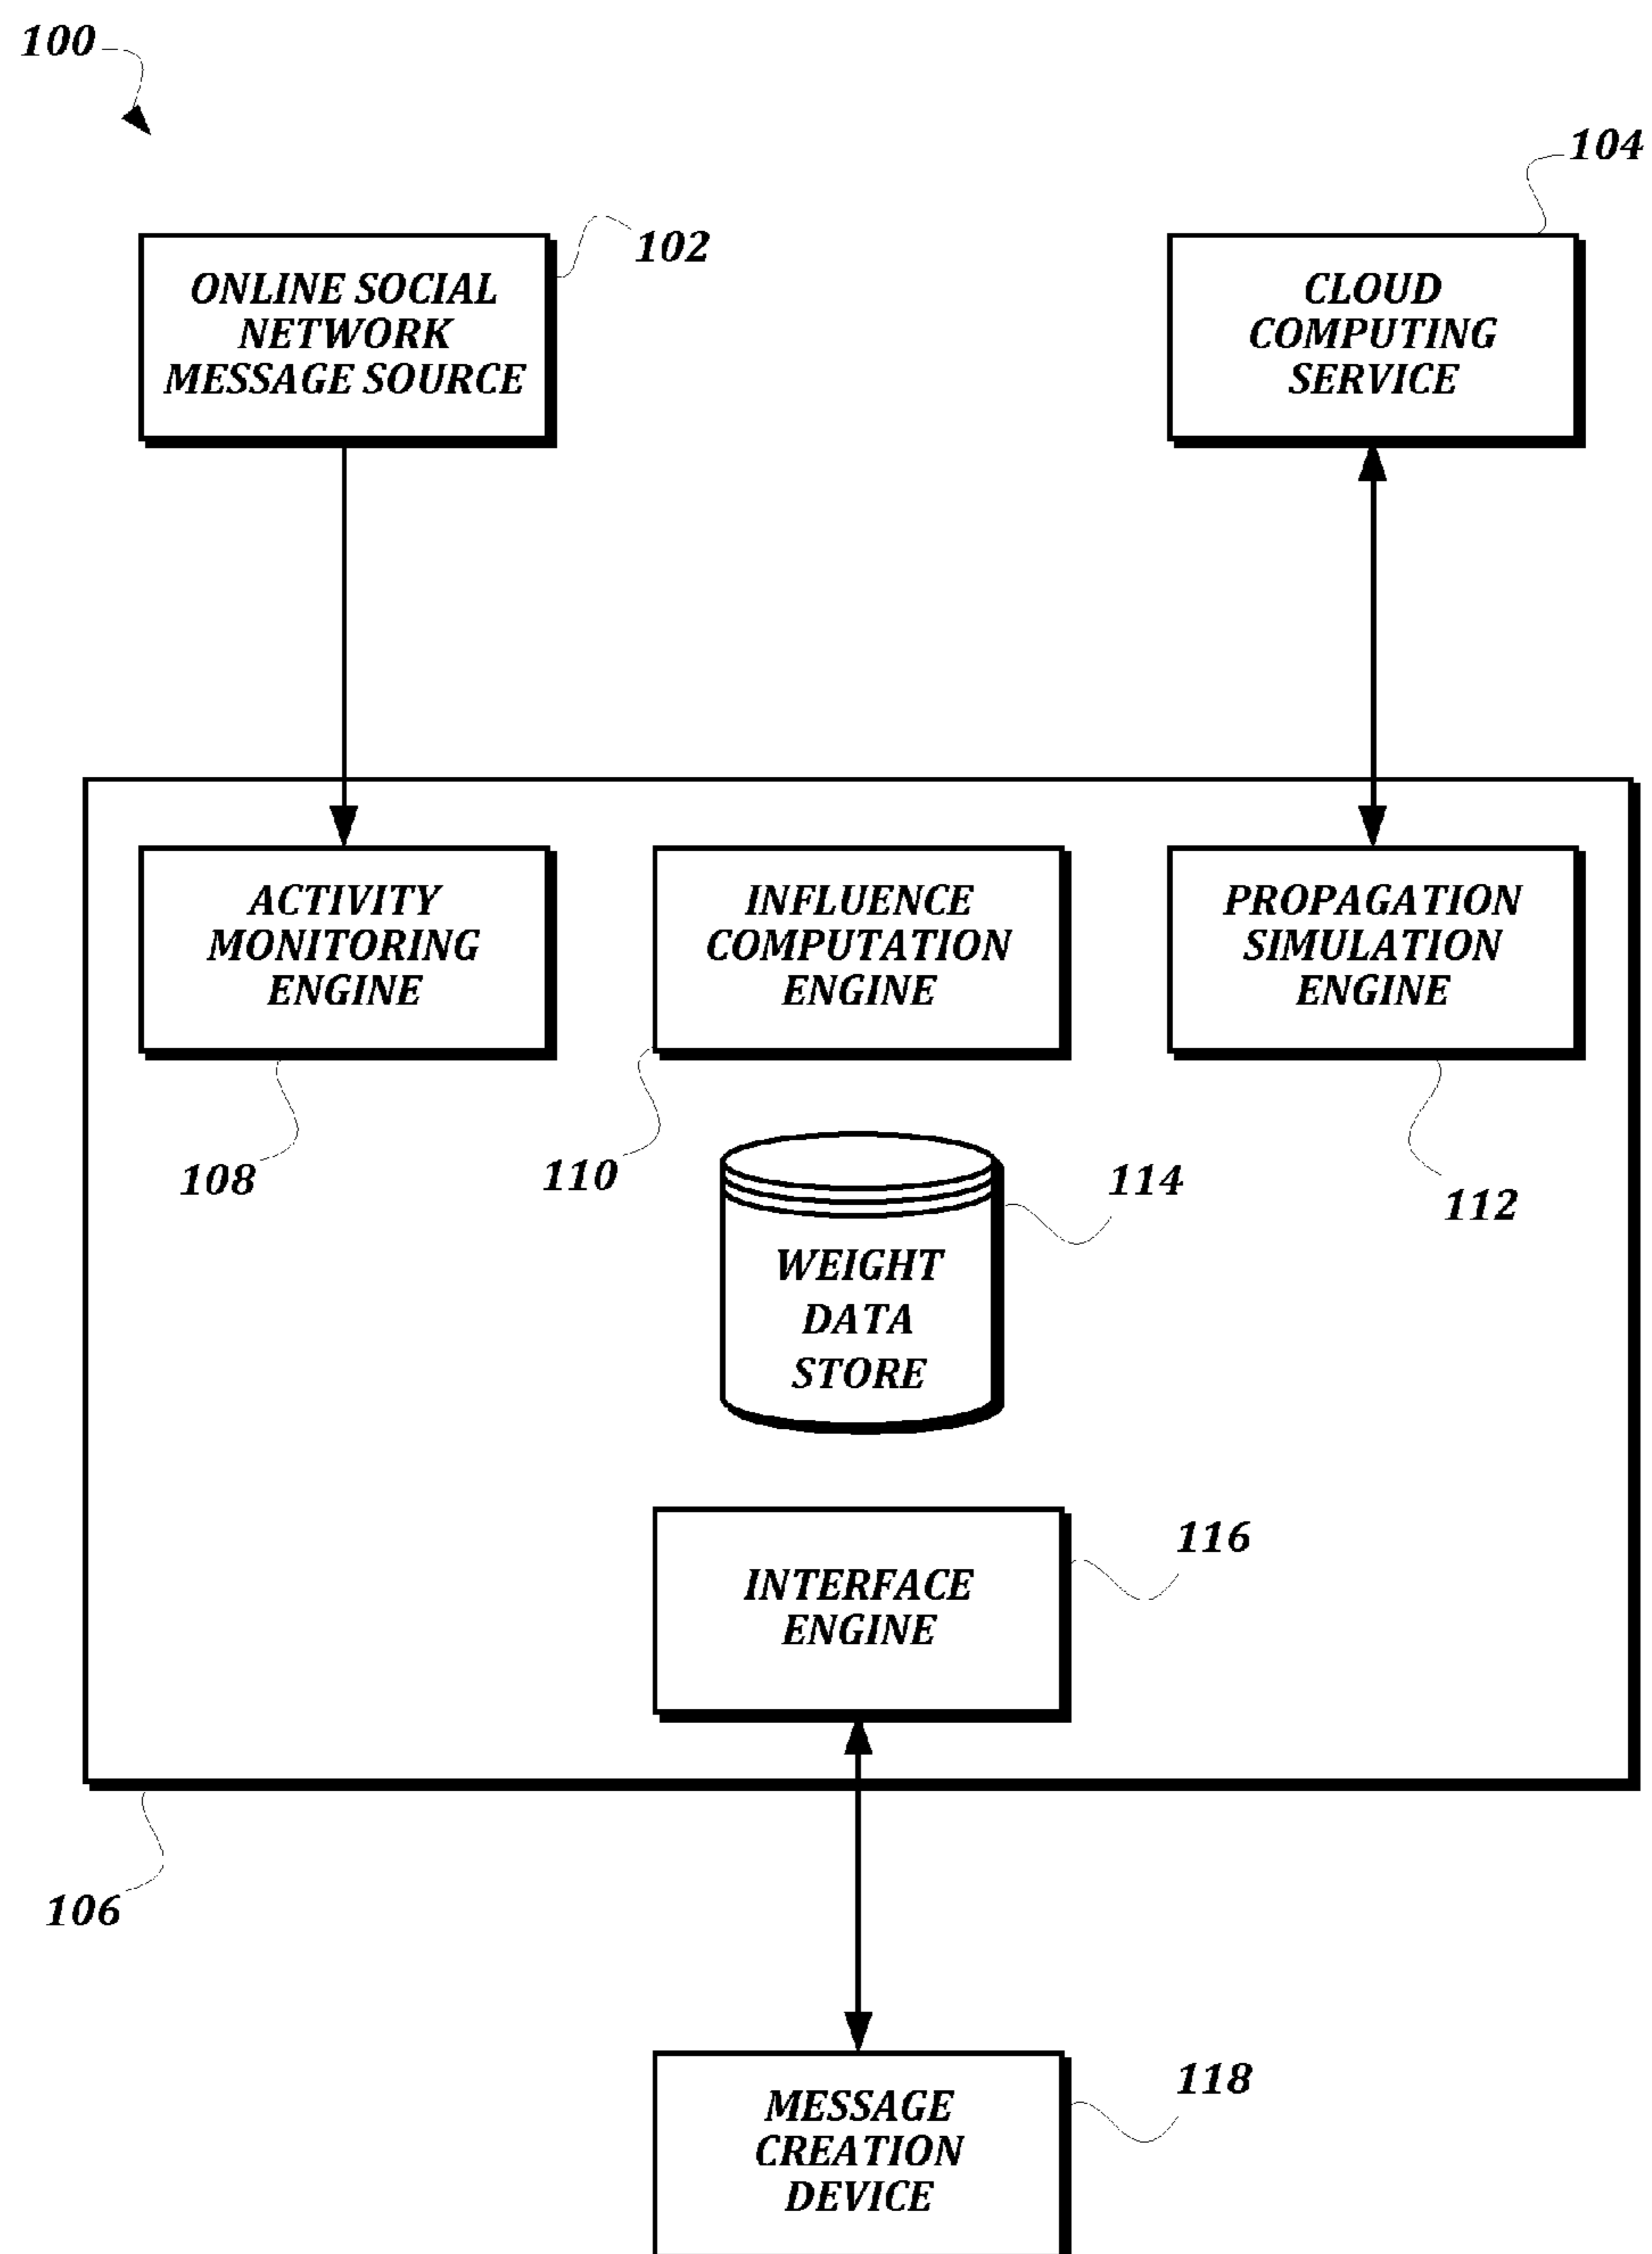 100
104
102
ONLINE SOCIAL
NETWORK
MESSAGE SOURCE
CLOUD
COMPUTING
SERVICE
ACTIVITY
MONITORING
ENGINE
INFLUENCE
COMPUTATION
ENGINE
PROPAGATION
SIMULATION
ENGINE
108
110
114
112
WEIGHT
DATA
STORE
116
INTERFACE
ENGINE
106
118
MESSAGE
CREATION
DEVICE